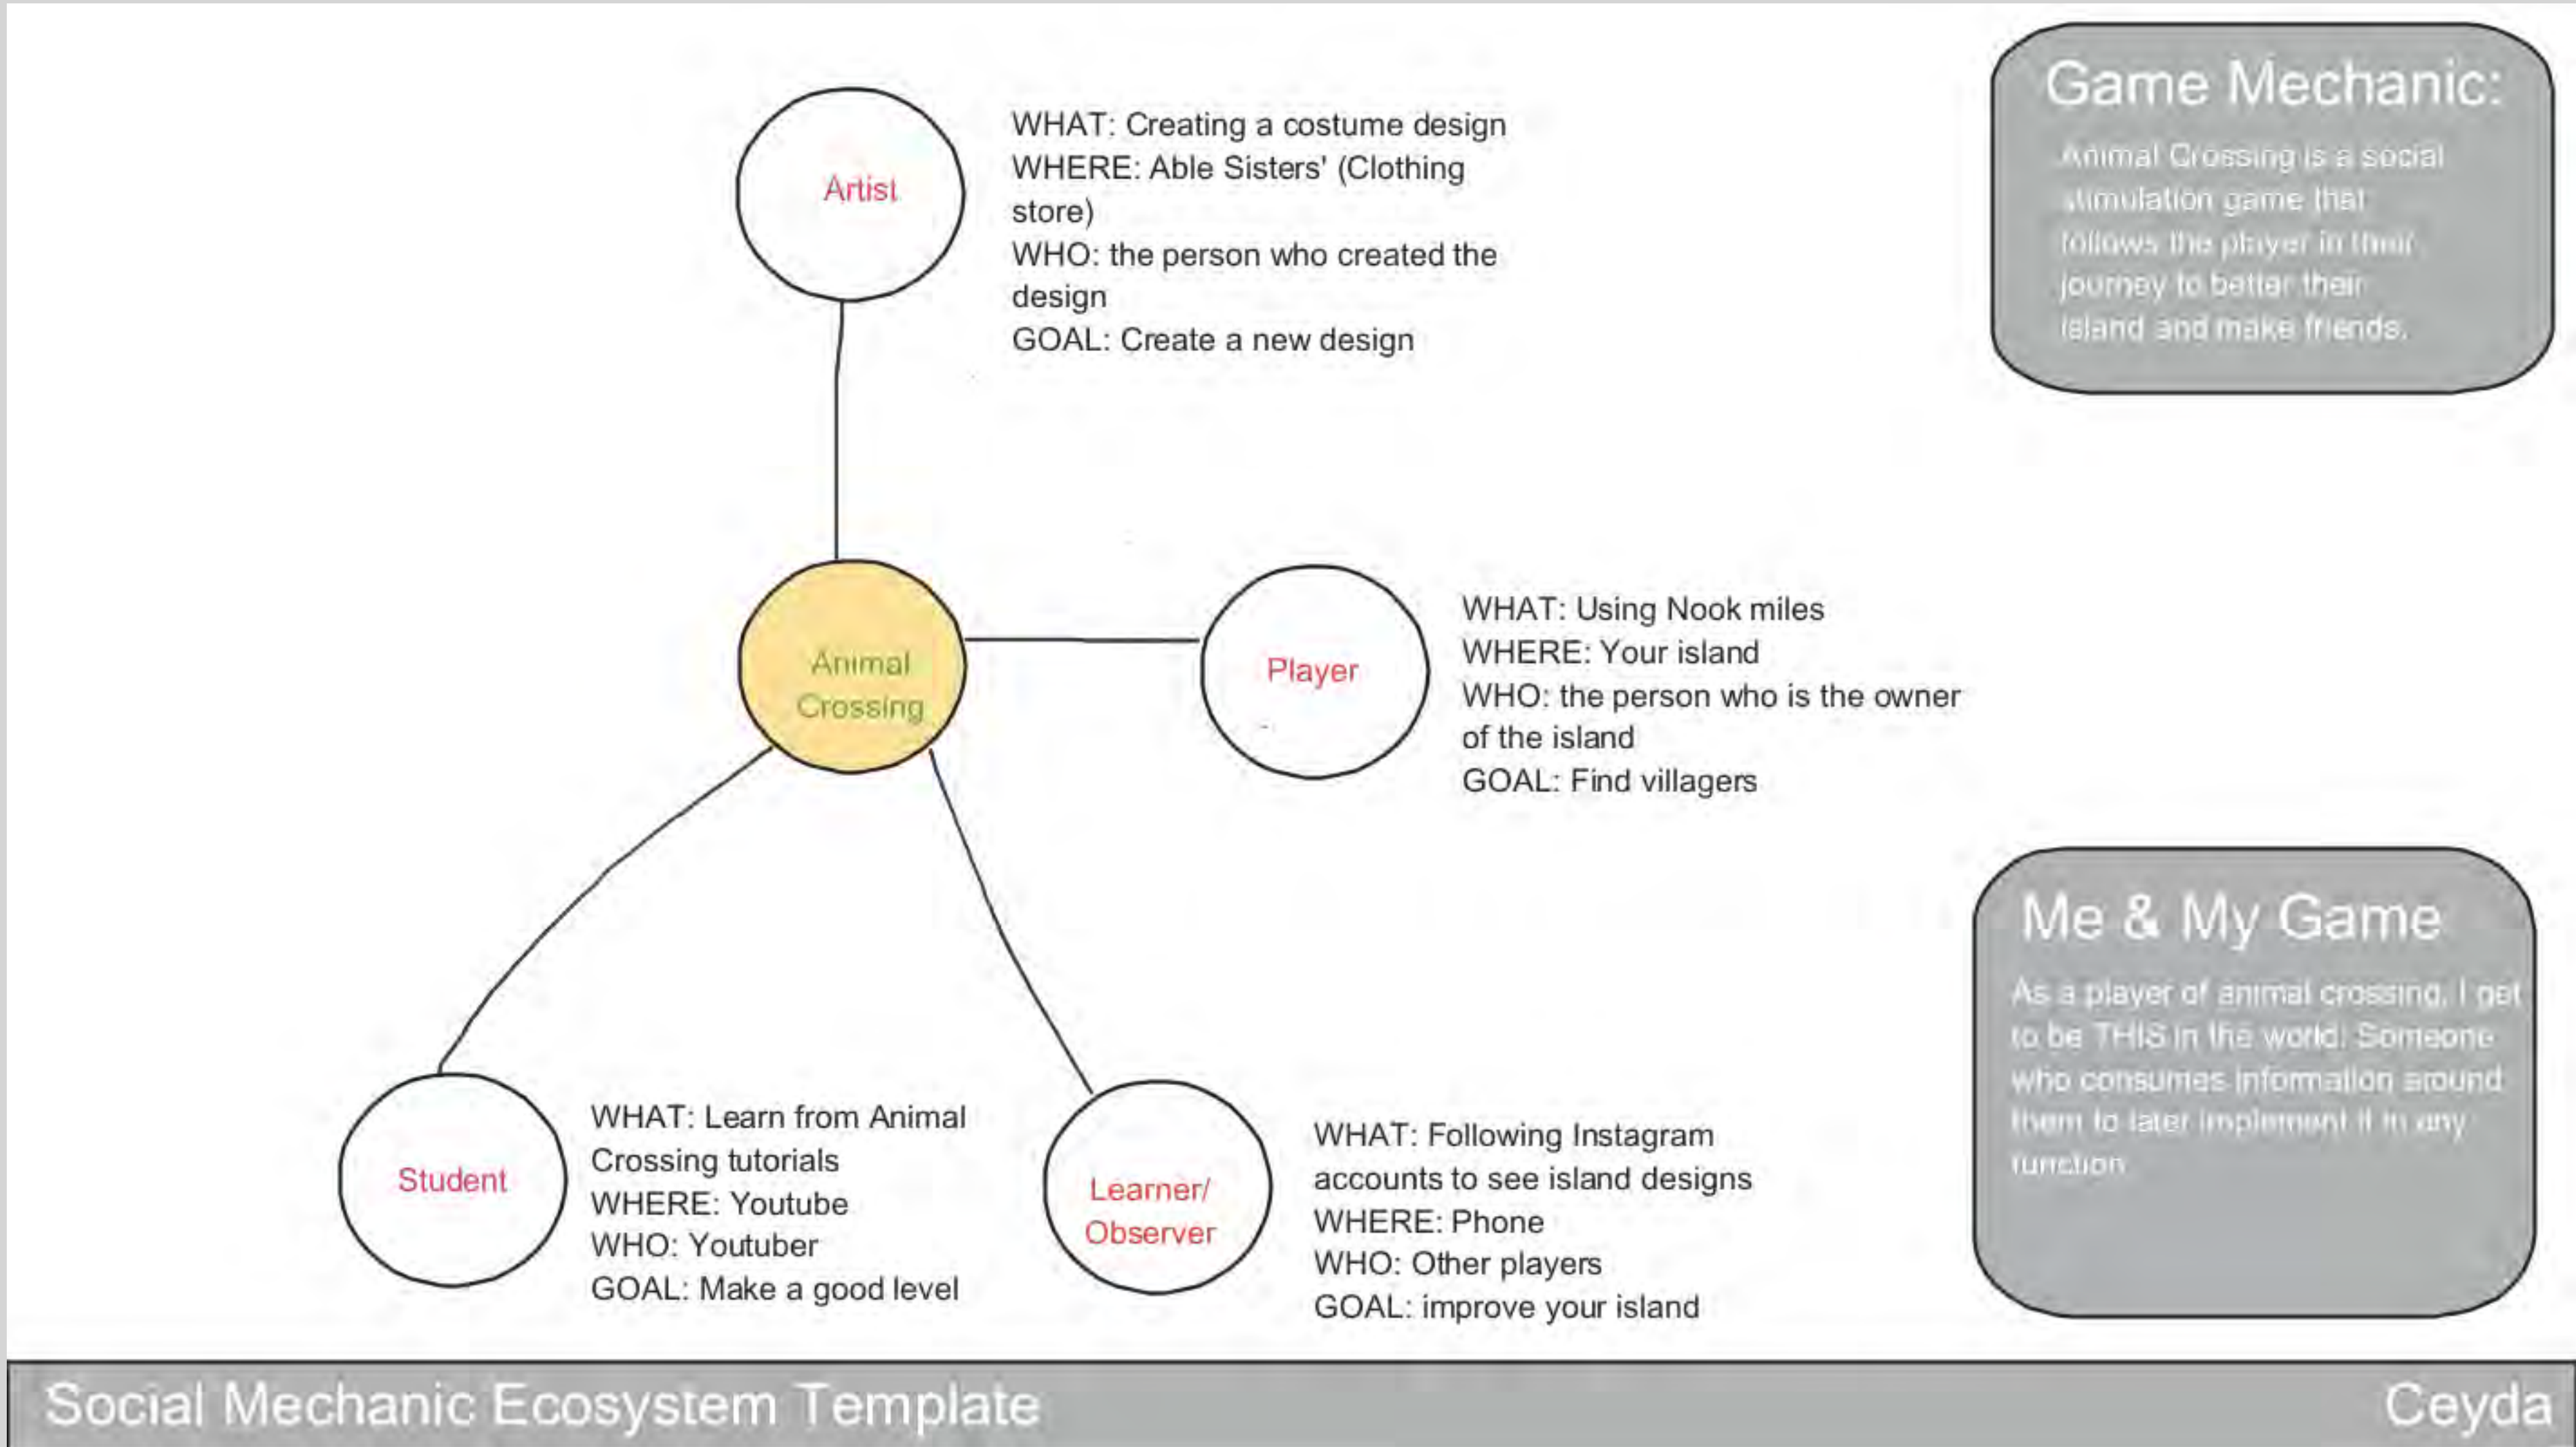 Artist
WHAT: Creating a costume design
WHERE: Able Sisters' (Clothing
store)
WHO: the person who created the
design
GOAL: Create a new design
Game Mechanic:
Animal Crossing is a social
stimulation game that
follows the player in their
journey to better their
island and make friends.
Animal
Crossing
Player
WHAT: Using Nook miles
WHERE: Your island
WHO: the person who is the owner
of the island
GOAL: Find villagers
Me & My Game
As a player of animal crossing, I get
to be THIS in the world: Someone
who consumes information around
them to later implement it in any
function
Student
WHAT: Learn from Animal
Crossing tutorials
WHERE: Youtube
WHO: Youtuber
GOAL: Make a good level
Learner/
Observer
WHAT: Following Instagram
accounts to see island designs
WHERE: Phone
WHO: Other players
GOAL: improve your island
Social Mechanic Ecosystem Template
Ceyda